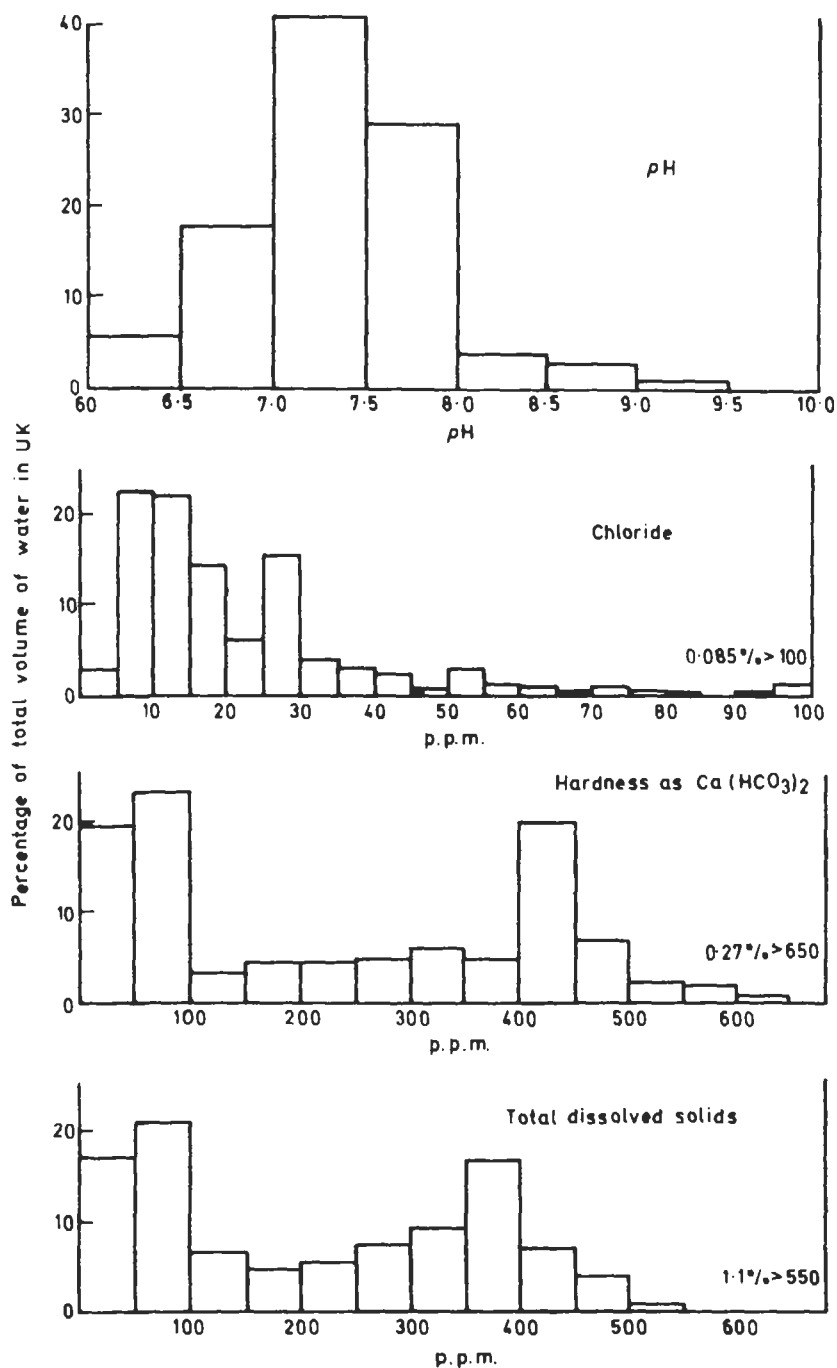 Percentage of total volume of water in UK
40
30
20
10
0
60 6·5 7·0 7·5 8·0 8·5 9·0 9·5 10·0
pH
pH
20
10
0
Chloride
0·085%>100
10 20 30 40 50 60 70 80 90 100
p.p.m.
Hardness as Ca(HCO3)2
20
10
0
0·27%>650
100 200 300 400 500 600
p.p.m.
Total dissolved solids
20
10
0
1·1%>550
100 200 300 400 500 600
p.p.m.